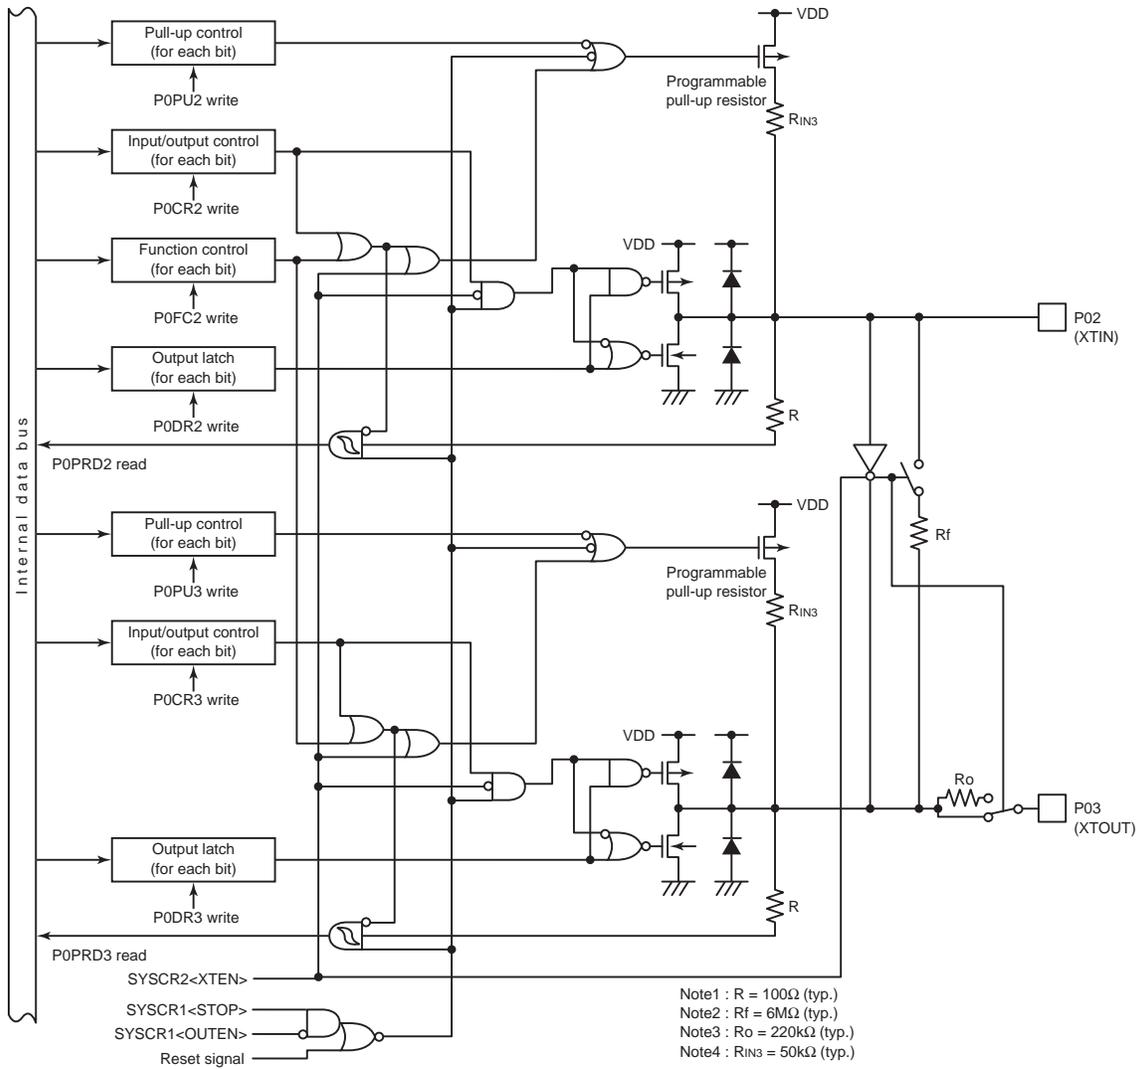 VDD
Pull-up control
(for each bit)
P0PU2 write
Programmable
pull-up resistor
RIN3
Input/output control
(for each bit)
P0CR2 write
Function control
(for each bit)
P0FC2 write
VDD
P02
(XTIN)
Output latch
(for each bit)
P0DR2 write
R
P0PRD2 read
Internal data bus
VDD
Pull-up control
(for each bit)
P0PU3 write
Rf
Programmable
pull-up resistor
RIN3
Input/output control
(for each bit)
P0CR3 write
VDD
Ro
P03
(XTOUT)
Output latch
(for each bit)
P0DR3 write
R
P0PRD3 read
SYSCR2<XTEN>
SYSCR1<STOP>
SYSCR1<OUTEN>
Reset signal
Note1 : R = 100Ω (typ.)
Note2 : Rf = 6MΩ (typ.)
Note3 : Ro = 220kΩ (typ.)
Note4 : RIN3 = 50kΩ (typ.)